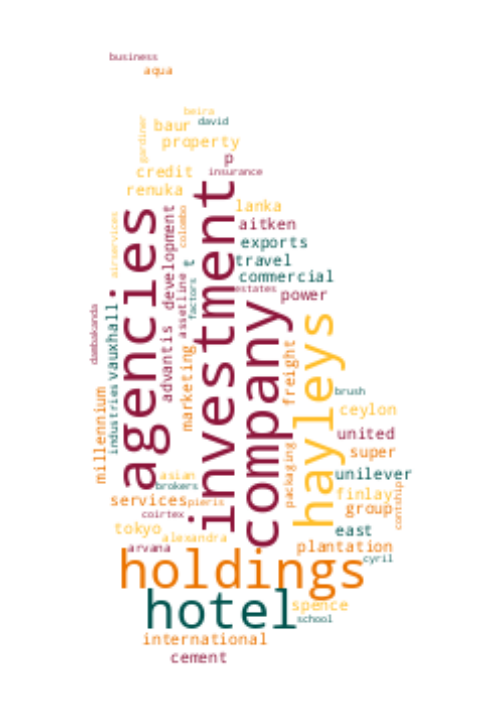 business
aqua
beira
david
gardiner
baur
property
p
credit
insurance
renuka
lanka
agencies
investment
development
colombo
airservices
aitken
exports
t
travel
commercial
assetline
factors
estates
power
dambakanda
vauxhall
.
advantis
company
hayleys
marketing
freight
millennium
industries
brush
ceylon
united
super
packaging
asian
brokers
unilever
finlay
contship
services
pieris
group
coirtex
tokyo
alexandra
east
arvana
plantation
cyril
holdings
hotel
spence
school
international
cement